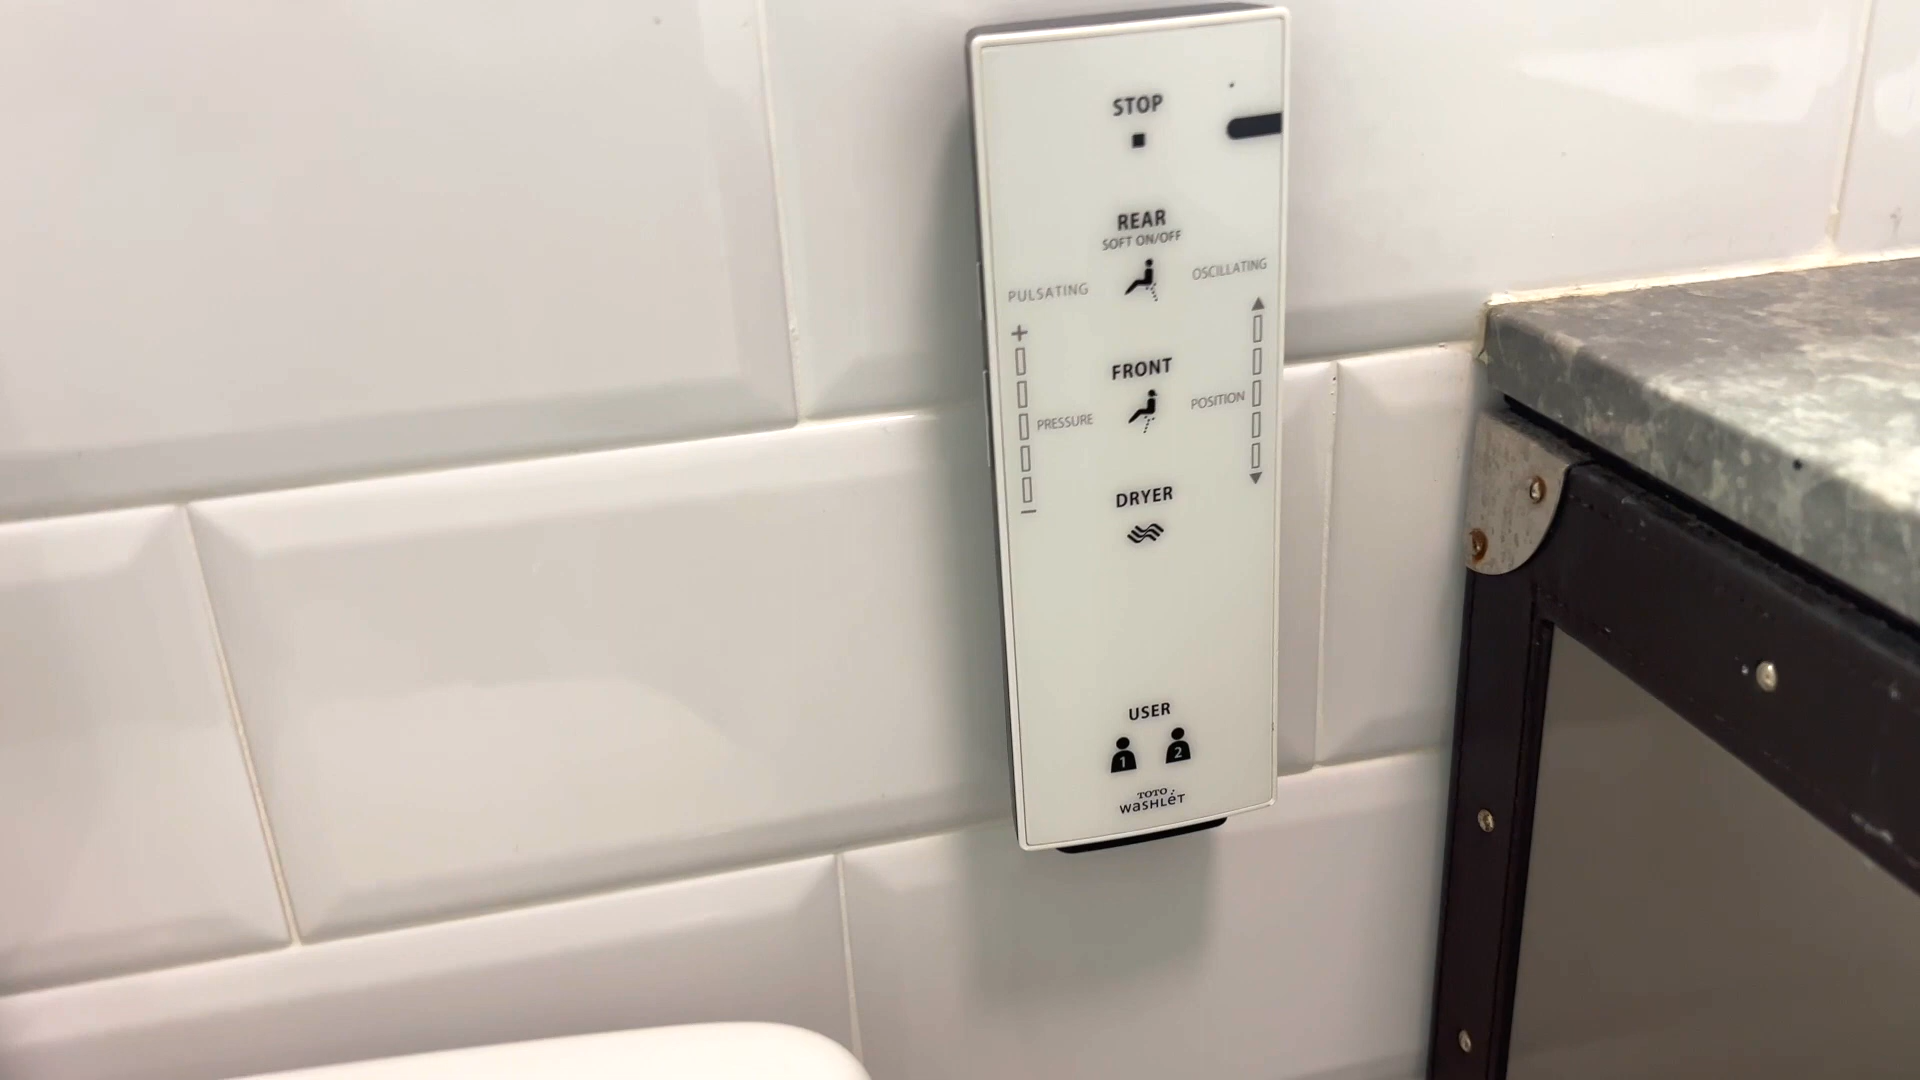 STOP
REAR
SOFT ON/OFF
PULSATING
OSCILLATING
+
FRONT
PRESSURE
POSITION
DRYER
−
USER
1 2
TOTO
WASHLET